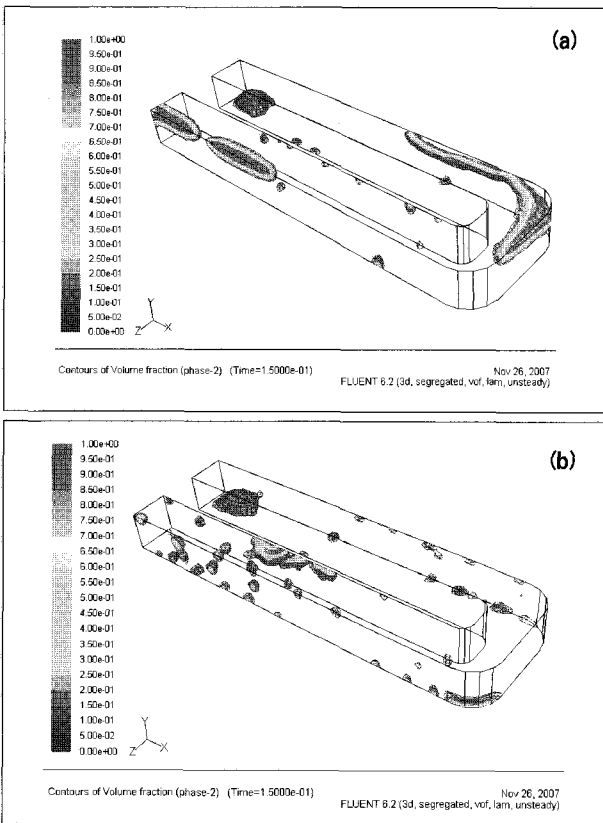 (a)
1.00e+00
9.50e-01
9.00e-01
8.50e-01
8.00e-01
7.50e-01
7.00e-01
6.50e-01
6.00e-01
5.50e-01
5.00e-01
4.50e-01
4.00e-01
3.50e-01
3.00e-01
2.50e-01
2.00e-01
1.50e-01
1.00e-01
5.00e-02
0.00e+00
Y
Z X
Contours of Volume fraction (phase-2) (Time=1.5000e-01)
Nov 26, 2007
FLUENT 6.2 (3d, segregated, vof, lam, unsteady)
(b)
1.00e+00
9.50e-01
9.00e-01
8.50e-01
8.00e-01
7.50e-01
7.00e-01
6.50e-01
6.00e-01
5.50e-01
5.00e-01
4.50e-01
4.00e-01
3.50e-01
3.00e-01
2.50e-01
2.00e-01
1.50e-01
1.00e-01
5.00e-02
0.00e+00
Y
Z X
Contours of Volume fraction (phase-2) (Time=1.5000e-01)
Nov 26, 2007
FLUENT 6.2 (3d, segregated, vof, lam, unsteady)